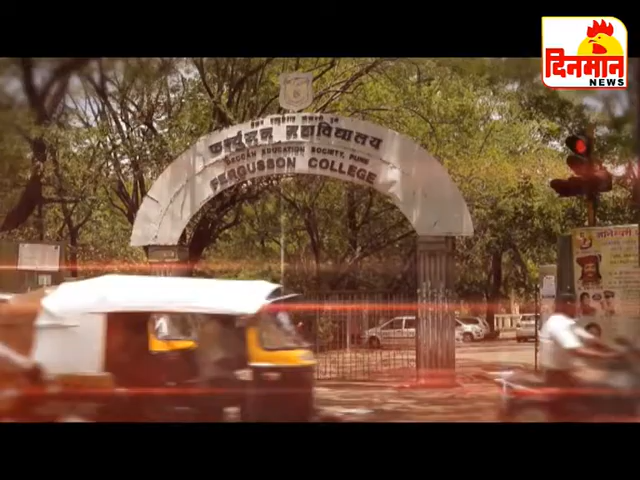 दिनमान
NEWS
फर्ग्युसन महाविद्यालय
DECCAN EDUCATION SOCIETY, PUNE
FERGUSSON COLLEGE